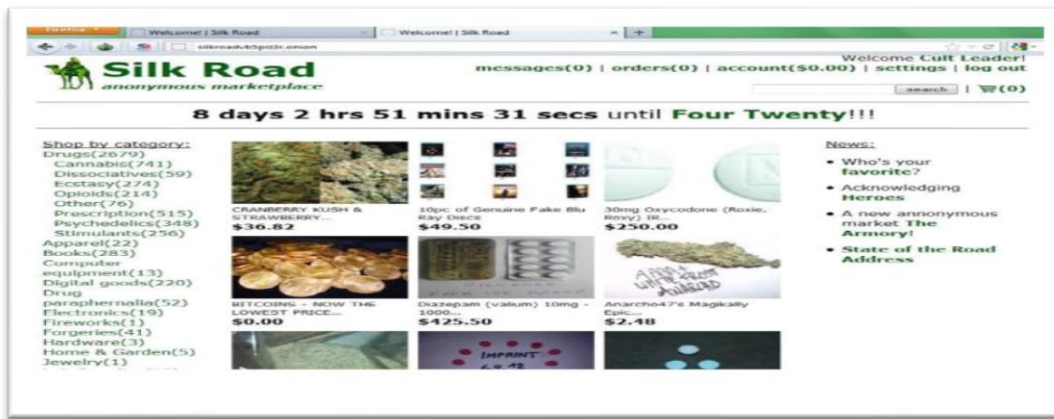 Welcome! | Silk Road
Welcome! | Silk Road
Welcome Cult Leader!
Silk Road
anonymous marketplace
messages(0) | orders(0) | account($0.00) | settings | log out
search | (0)
8 days 2 hrs 51 mins 31 secs until Four Twenty!!!
Shop by category:
Drugs(2679)
Cannabis(741)
Dissociatives(59)
Ecstasy(274)
Opioids(214)
Other(76)
Prescription(515)
Psychedelics(348)
Stimulants(256)
Apparel(22)
Books(283)
Computer
equipment(13)
Digital goods(220)
Drug
paraphernalia(52)
Electronics(19)
Fireworks(1)
Forgeries(41)
Hardware(3)
Home & Garden(5)
Jewelry(1)
CRANBERRY KUSH &
STRAWBERRY...
$36.82
10pc of Genuine Fake Blu
Ray Discs
$49.50
30mg Oxycodone (Roxie,
Roxy) IR...
$250.00
BITCOINS - NOW THE
LOWEST PRICE...
$0.00
Diazepam (valium) 10mg -
1000...
$425.50
Anarcho47's Magikally
Epic...
$2.48
IMPRINT
News:
Who's your
favorite?
Acknowledging
Heroes
A new annonymous
market The
Armory!
State of the Road
Address